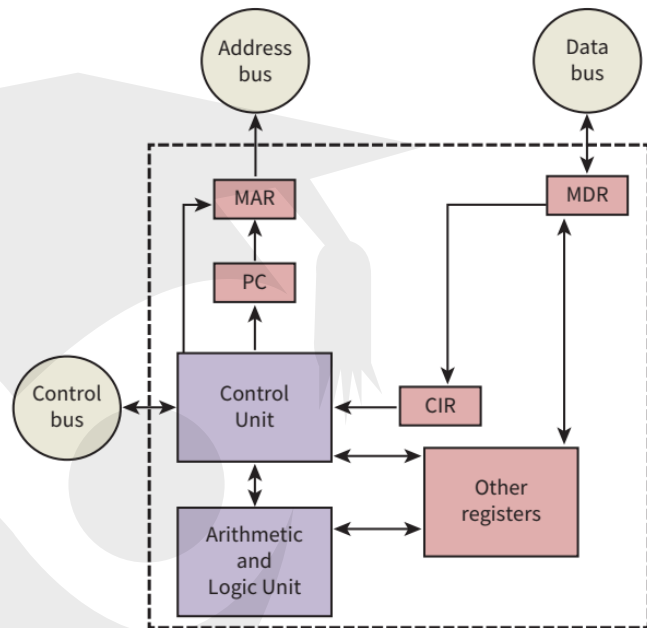 Address
bus
Data
bus
MAR
MDR
PC
Control
bus
Control
Unit
CIR
Other
registers
Arithmetic
and
Logic Unit